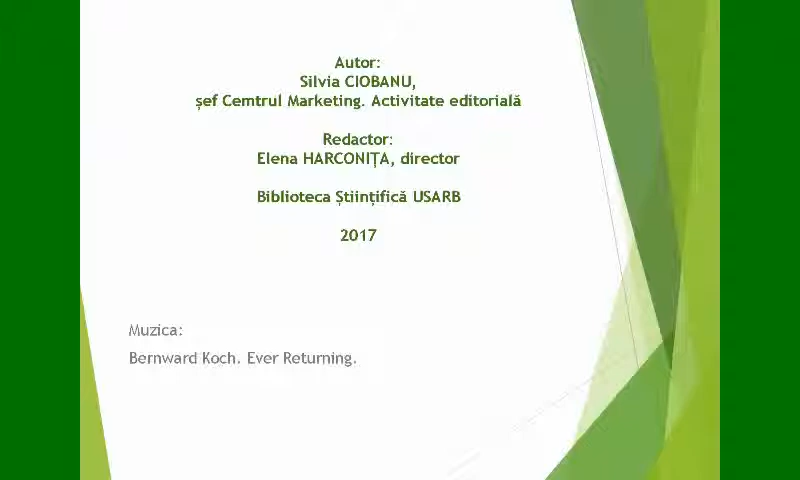 Autor:
Silvia CIOBANU,
șef Cemtrul Marketing. Activitate editorială
Redactor:
Elena HARCONIȚA, director
Biblioteca Științifică USARB
2017
Muzica:
Bernward Koch. Ever Returning.